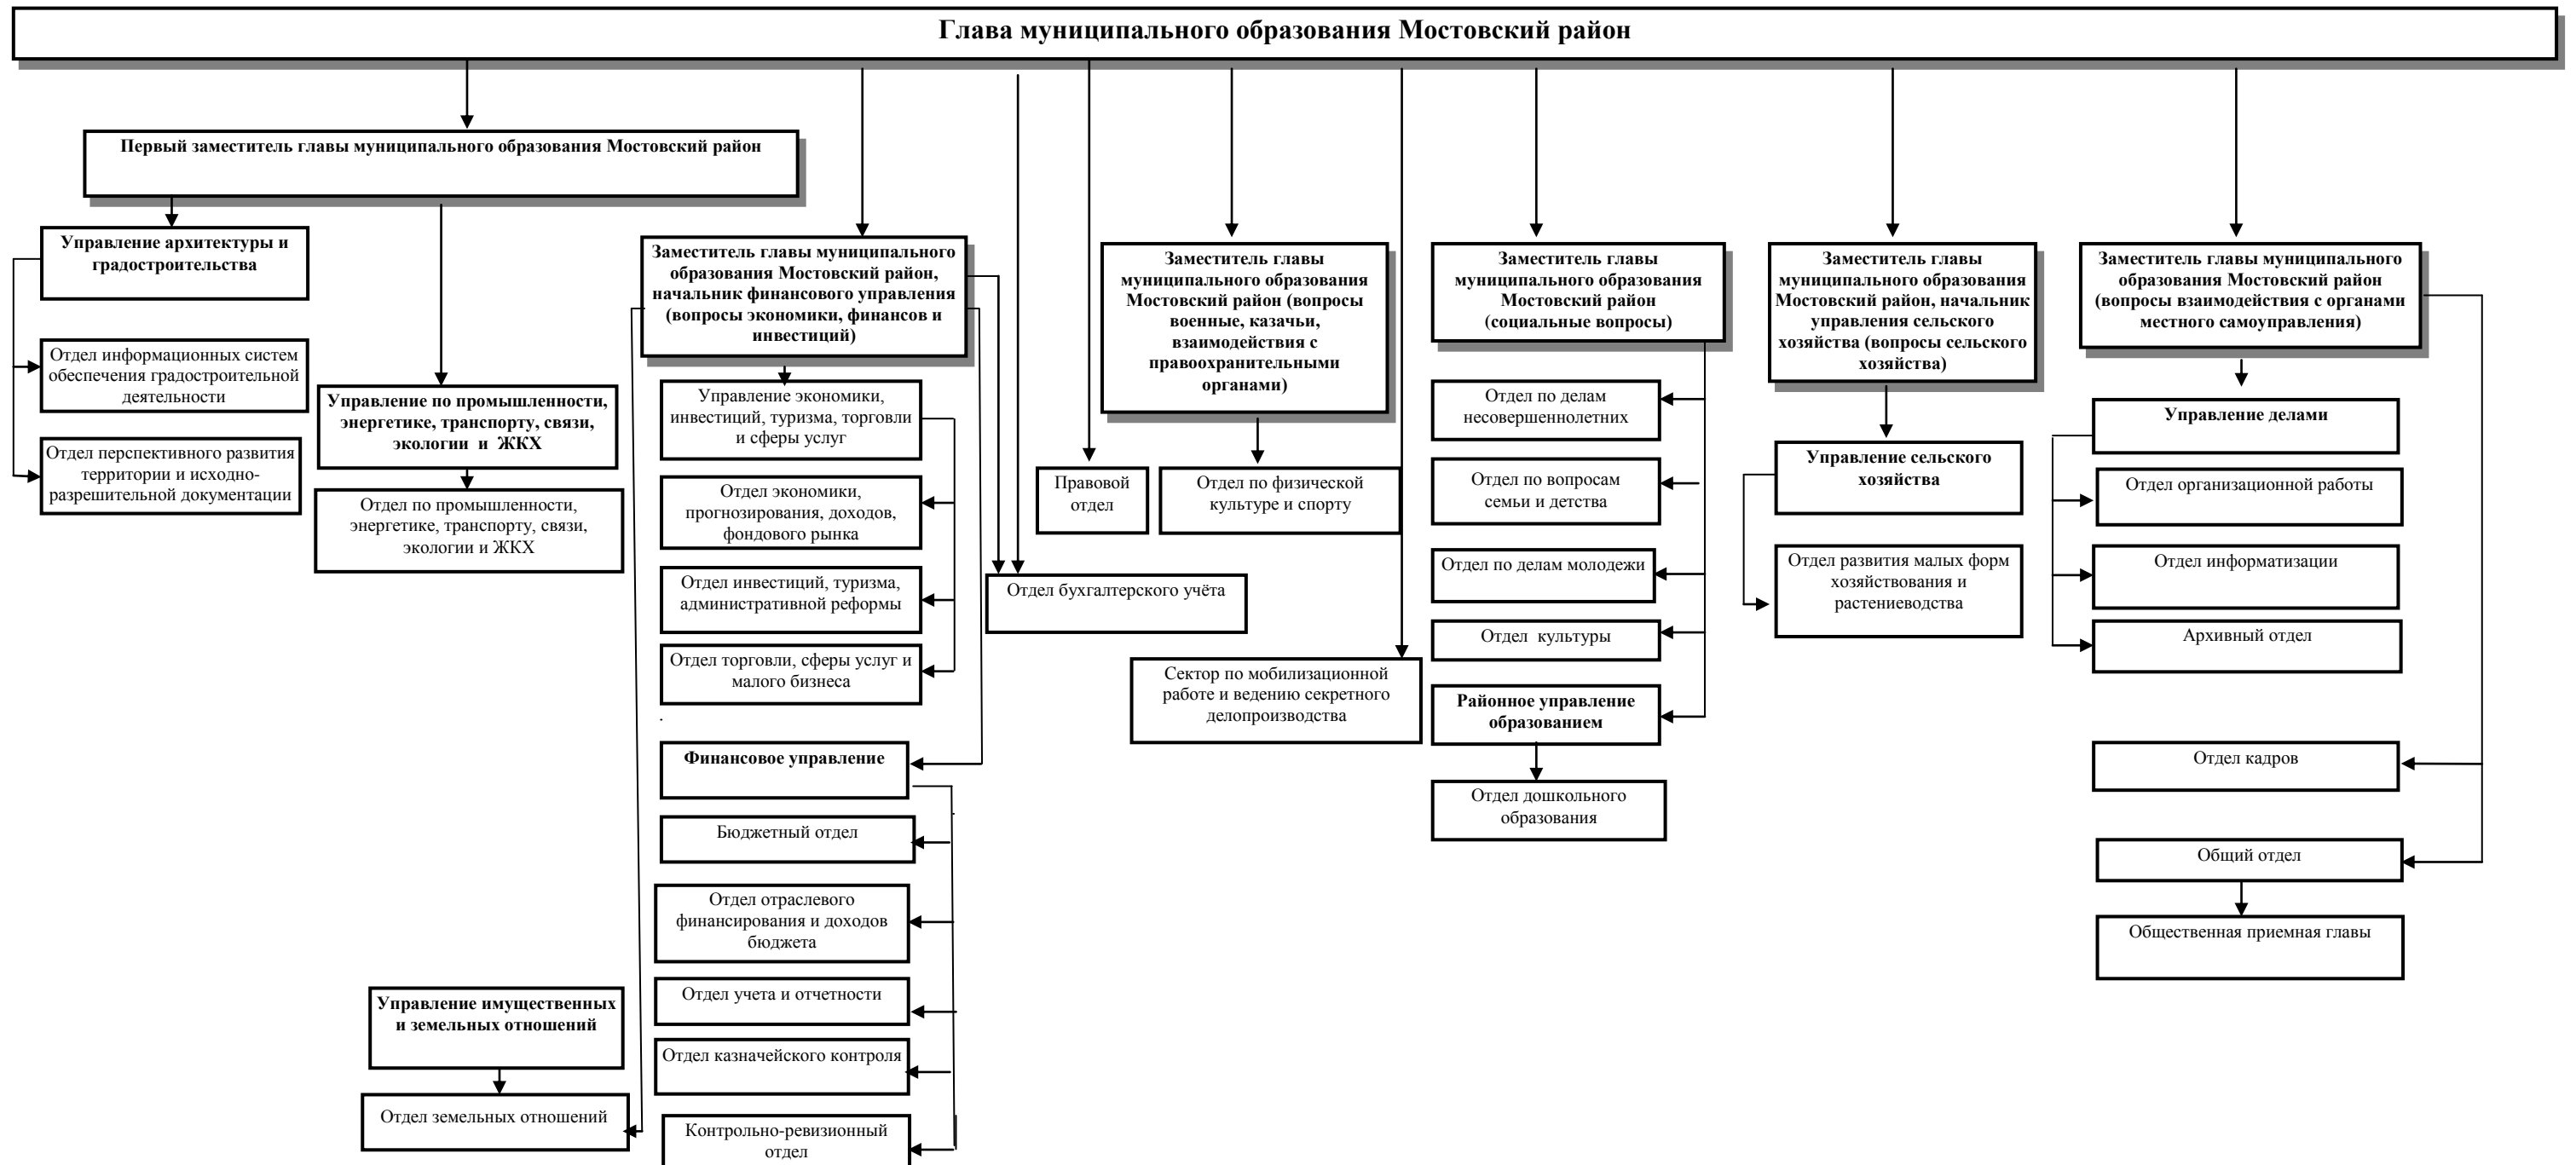 Глава муниципального образования Мостовский район
Первый заместитель главы муниципального образования Мостовский район
Управление архитектуры и
градостроительства
Отдел информационных систем
обеспечения градостроительной
деятельности
Отдел перспективного развития
территории и исходно-
разрешительной документации
Управление по промышленности,
энергетике, транспорту, связи,
экологии и ЖКХ
Отдел по промышленности,
энергетике, транспорту, связи,
экологии и ЖКХ
Управление имущественных
и земельных отношений
Отдел земельных отношений
Заместитель главы муниципального
образования Мостовский район,
начальник финансового управления
(вопросы экономики, финансов и
инвестиций)
Управление экономики,
инвестиций, туризма, торговли
и сферы услуг
Отдел экономики,
прогнозирования, доходов,
фондового рынка
Отдел инвестиций, туризма,
административной реформы
Отдел торговли, сферы услуг и
малого бизнеса
.
Финансовое управление
Бюджетный отдел
Отдел отраслевого
финансирования и доходов
бюджета
Отдел учета и отчетности
Отдел казначейского контроля
Контрольно-ревизионный
отдел
Отдел бухгалтерского учёта
Правовой
отдел
Заместитель главы
муниципального образования
Мостовский район (вопросы
военные, казачьи,
взаимодействия с
правоохранительными
органами)
Отдел по физической
культуре и спорту
Сектор по мобилизационной
работе и ведению секретного
делопроизводства
Заместитель главы
муниципального образования
Мостовский район
(социальные вопросы)
Отдел по делам
несовершеннолетних
Отдел по вопросам
семьи и детства
Отдел по делам молодежи
Отдел культуры
Районное управление
образованием
Отдел дошкольного
образования
Заместитель главы
муниципального образования
Мостовский район, начальник
управления сельского
хозяйства (вопросы сельского
хозяйства)
Управление сельского
хозяйства
Отдел развития малых форм
хозяйствования и
растениеводства
Заместитель главы муниципального
образования Мостовский район
(вопросы взаимодействия с органами
местного самоуправления)
Управление делами
Отдел организационной работы
Отдел информатизации
Архивный отдел
Отдел кадров
Общий отдел
Общественная приемная главы